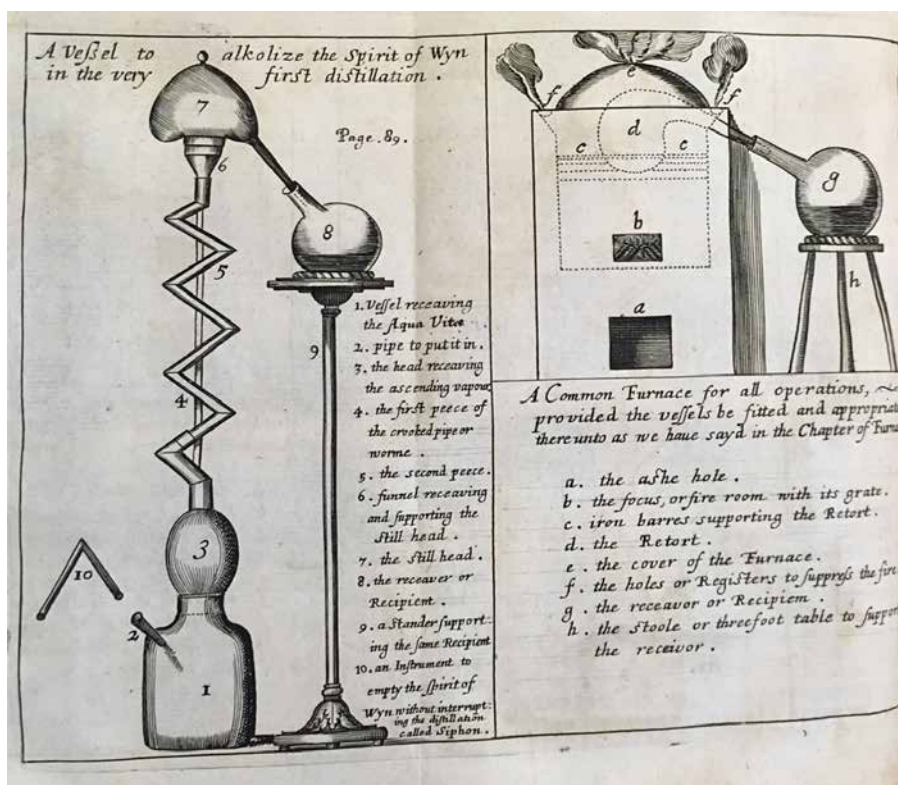 A Veſſel to alkolize the Spirit of Wyn
in the very first diſtillation .
Page . 89 .
7
6
8
5
9
4
3
10
2
1
1. Veſſel receaving
the Aqua Vitæ
2. pipe to put it in .
3. the head receaving
the aſcending vapour
4. the firſt peece of
the crooked pipe or
worme .
5. the second peece .
6. funnel receaving
and ſupporting the
Still head .
7. the still head .
8. the receaver or
Recipient .
9. a Stander ſupport:
ing the ſame Recipient
10. an Inſtrument to
empty the ſpirit of
Wyn without interrupt:
ing the diſtillation
called Siphon .
e
f
f
d
c
c
g
b
h
a
A Common Furnace for all operations,
provided the veſſels be fitted and appropriate
thereunto as we haue sayd in the Chapter of Furna
a. the aſhe hole .
b. the focus, or fire room with its grate .
c. iron barres supporting the Retort .
d. the Retort .
e. the cover of the Furnace .
f. the holes or Regiſters to suppreſs the fire
g. the receavor or Recipiem .
h. the stoole or threefoot table to suppor
the receivor .